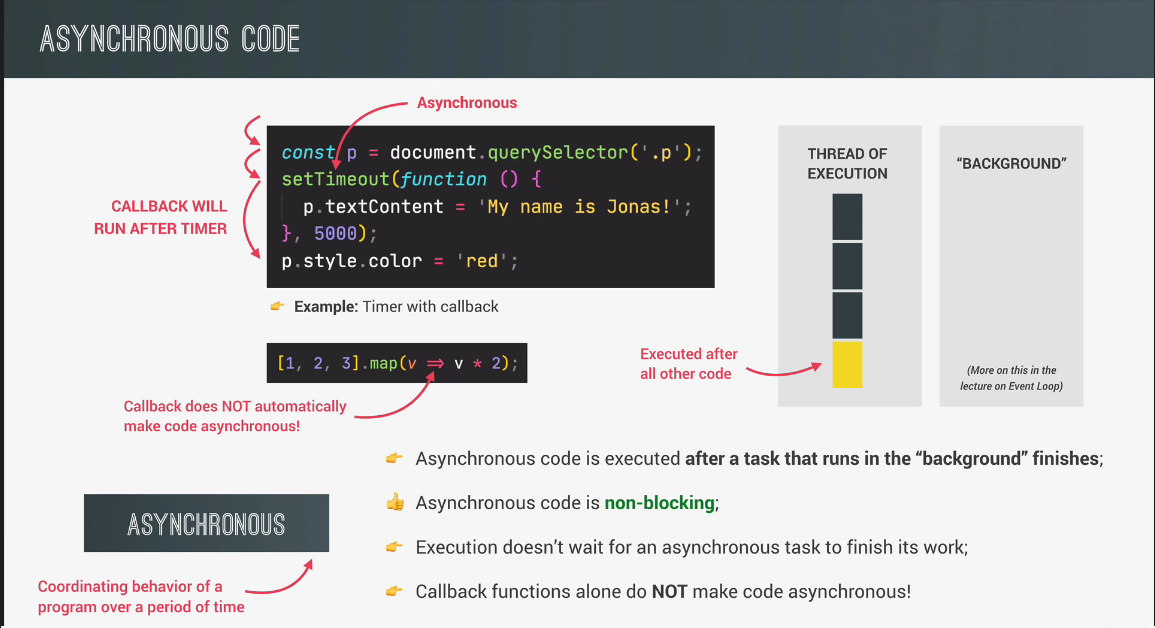 ASYNCHRONOUS CODE
Asynchronous
const p = document.querySelector('.p');
setTimeout(function () {
p.textContent = 'My name is Jonas!';
}, 5000);
p.style.color = 'red';
CALLBACK WILL
RUN AFTER TIMER
👉 Example: Timer with callback
[1, 2, 3].map(v => v * 2);
Callback does NOT automatically
make code asynchronous!
THREAD OF
EXECUTION
Executed after
all other code
“BACKGROUND”
(More on this in the
lecture on Event Loop)
👉 Asynchronous code is executed after a task that runs in the “background” finishes;
👍 Asynchronous code is non-blocking;
👉 Execution doesn’t wait for an asynchronous task to finish its work;
👉 Callback functions alone do NOT make code asynchronous!
ASYNCHRONOUS
Coordinating behavior of a
program over a period of time